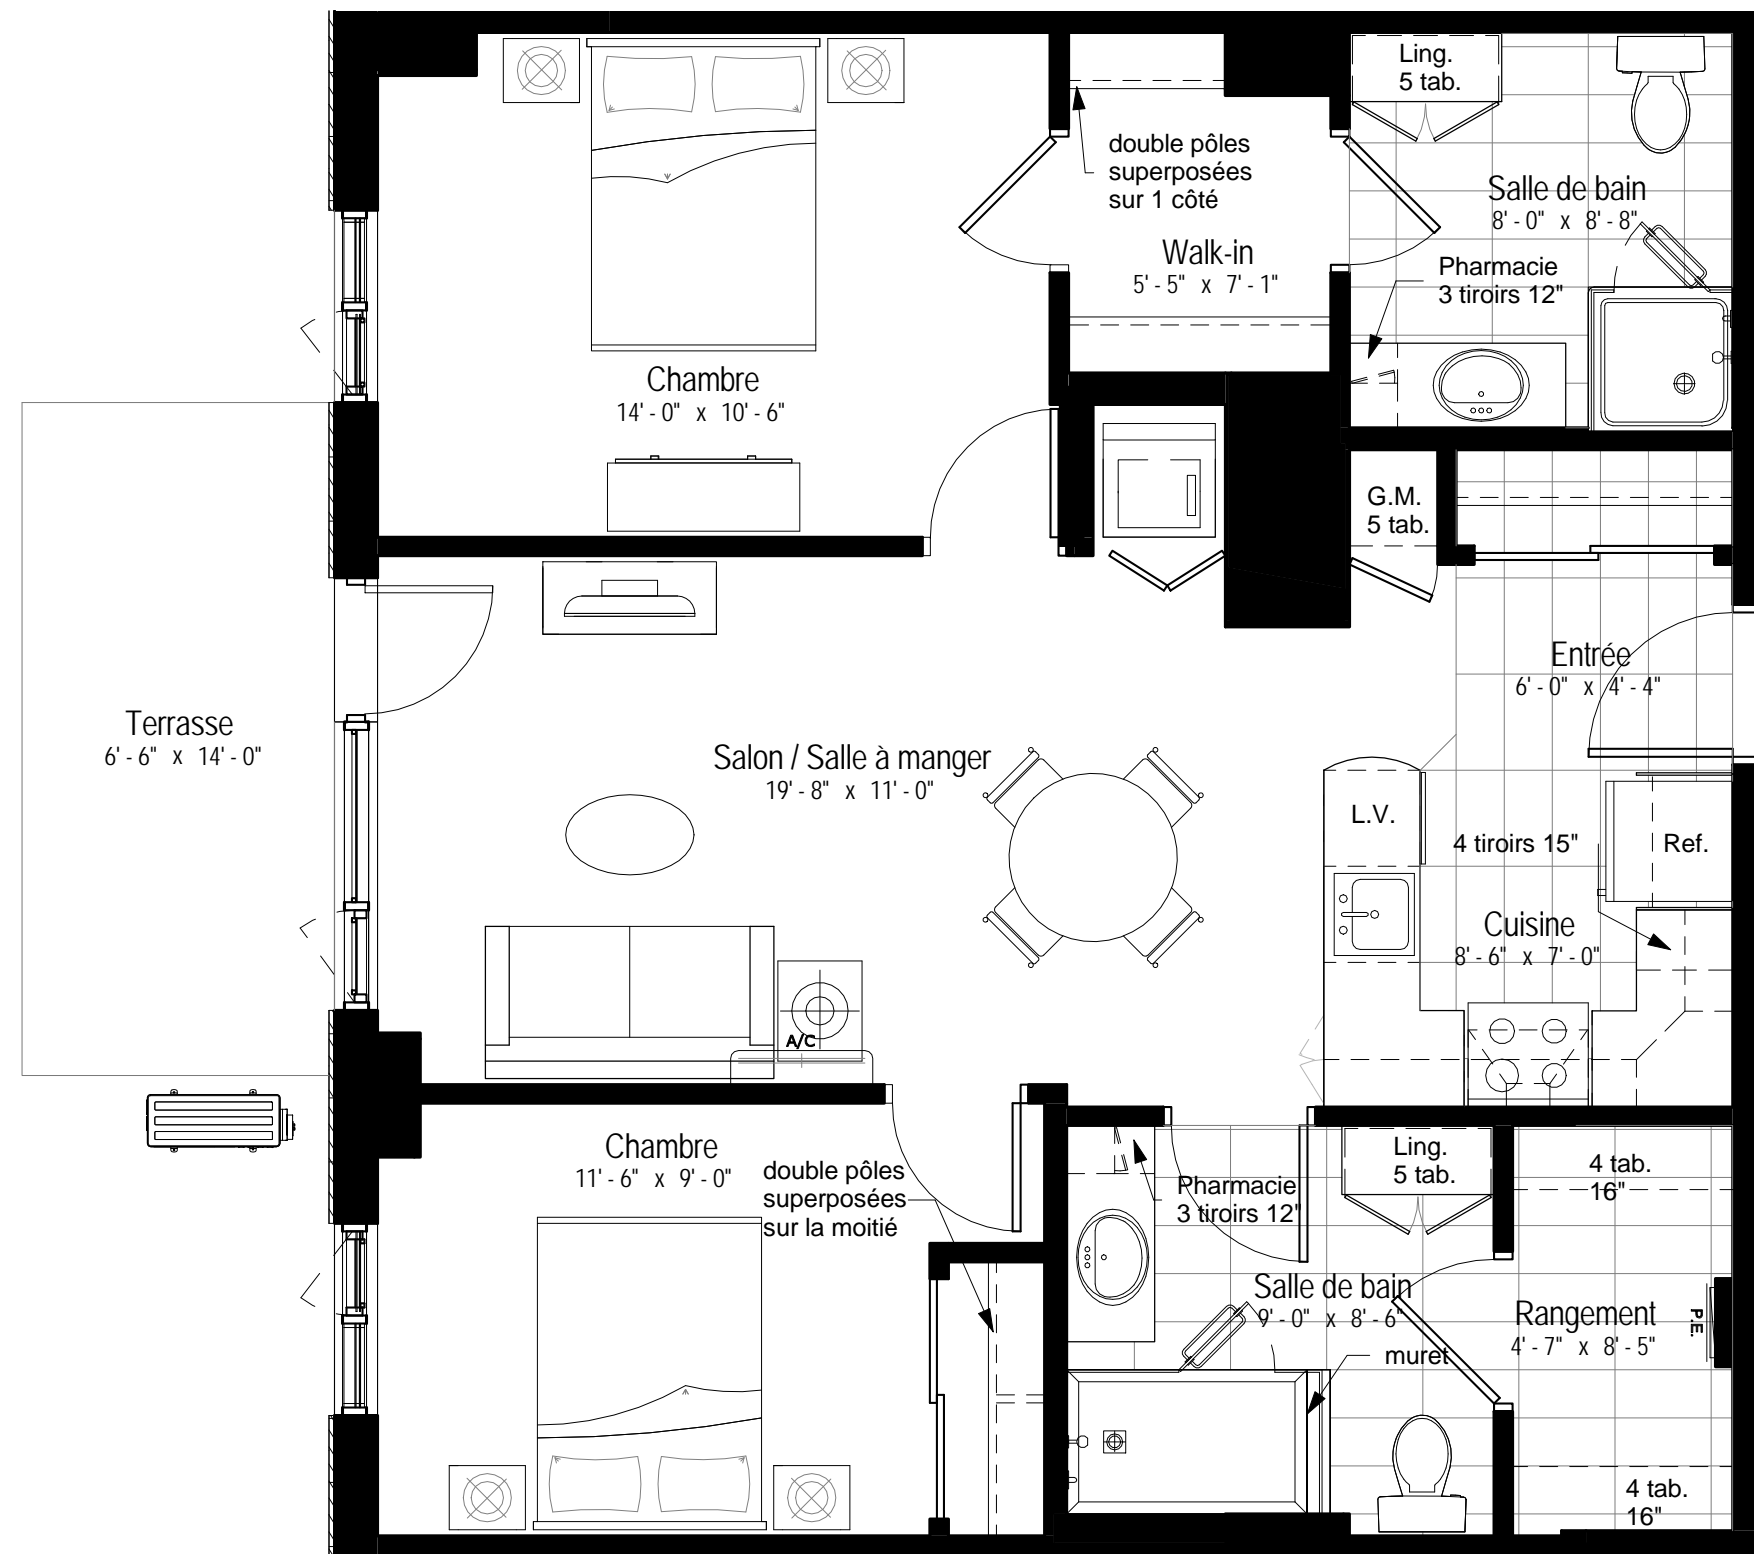 Ling.
5 tab.
double pôles
superposées
sur 1 côté
Salle de bain
8' - 0" x 8' - 8"
Walk-in
5' - 5" x 7' - 1"
Pharmacie
3 tiroirs 12"
Chambre
14' - 0" x 10' - 6"
G.M.
5 tab.
Entrée
6' - 0" x 4' - 4"
Terrasse
6' - 6" x 14' - 0"
Salon / Salle à manger
19' - 8" x 11' - 0"
L.V.
4 tiroirs 15"
Ref.
Cuisine
8' - 6" x 7' - 0"
A/C
Chambre
11' - 6" x 9' - 0"
double pôles
superposées
sur la moitié
Pharmacie
3 tiroirs 12"
Ling.
5 tab.
4 tab.
16"
Salle de bain
9' - 0" x 8' - 6"
muret
Rangement
4' - 7" x 8' - 5"
P.E.
4 tab.
16"